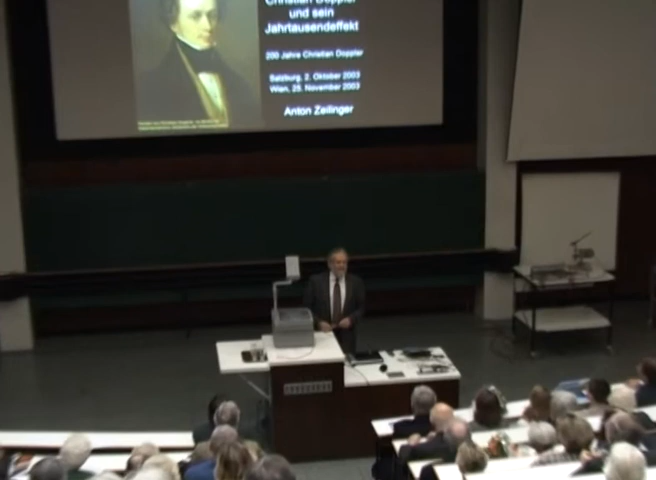 Christian Doppler
und sein
Jahrtausendeffekt
200 Jahre Christian Doppler
Salzburg, 2. Oktober 2003
Wien, 25. November 2003
Anton Zeilinger